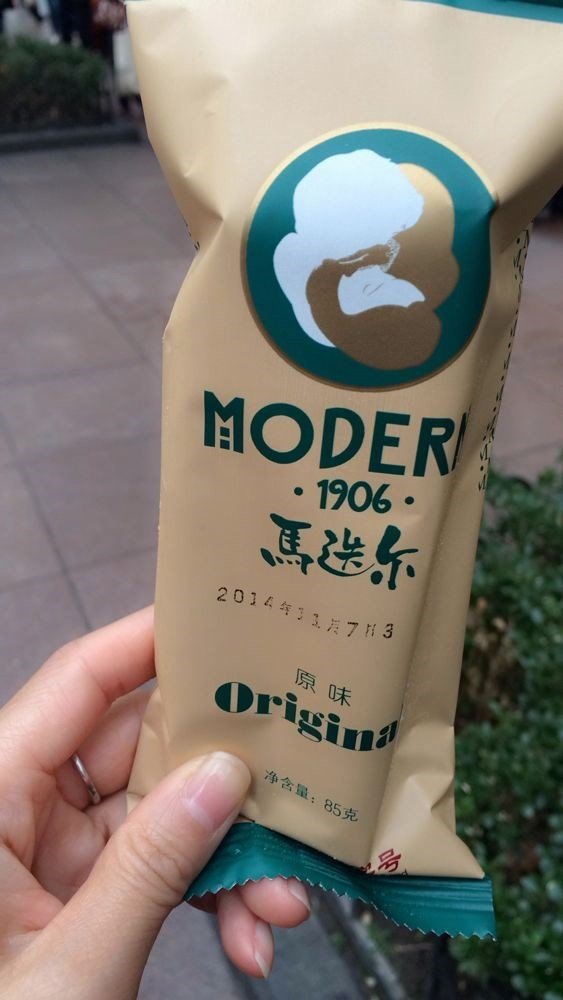 MODERN
·1906·
馬迭尔
2014年11月7日3
原味
Origina
净含量：85克